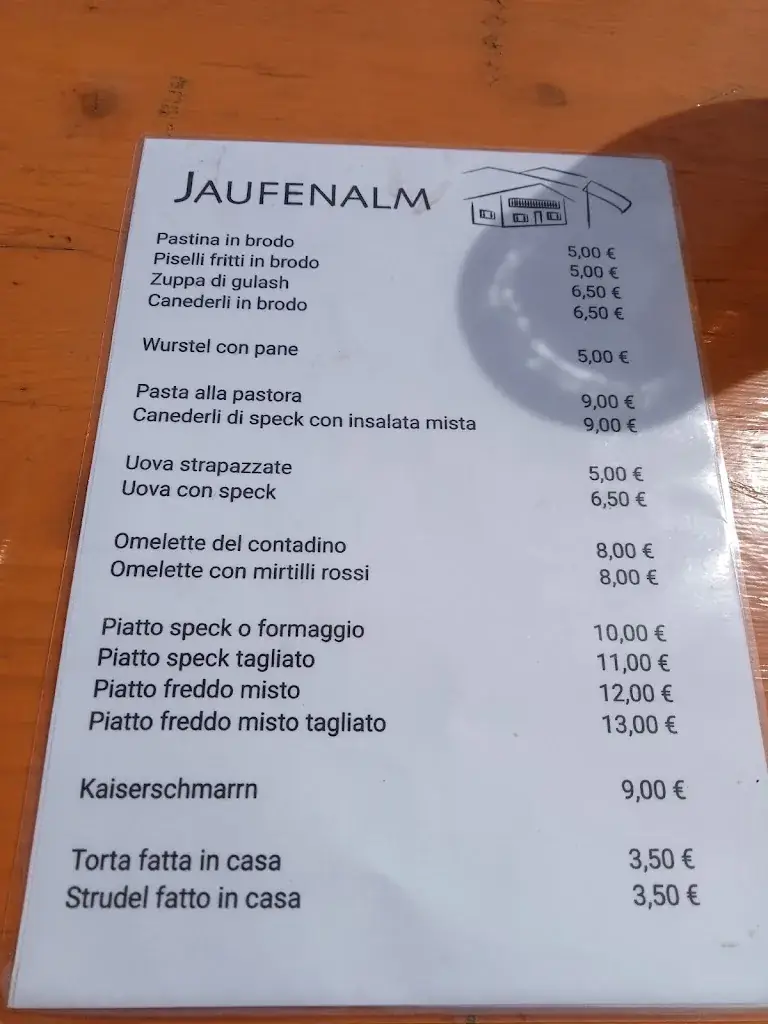 JAUFENALM
Pastina in brodo 5,00 €
Piselli fritti in brodo 5,00 €
Zuppa di gulash 6,50 €
Canederli in brodo 6,50 €
Wurstel con pane 5,00 €
Pasta alla pastora 9,00 €
Canederli di speck con insalata mista 9,00 €
Uova strapazzate 5,00 €
Uova con speck 6,50 €
Omelette del contadino 8,00 €
Omelette con mirtilli rossi 8,00 €
Piatto speck o formaggio 10,00 €
Piatto speck tagliato 11,00 €
Piatto freddo misto 12,00 €
Piatto freddo misto tagliato 13,00 €
Kaiserschmarrn 9,00 €
Torta fatta in casa 3,50 €
Strudel fatto in casa 3,50 €